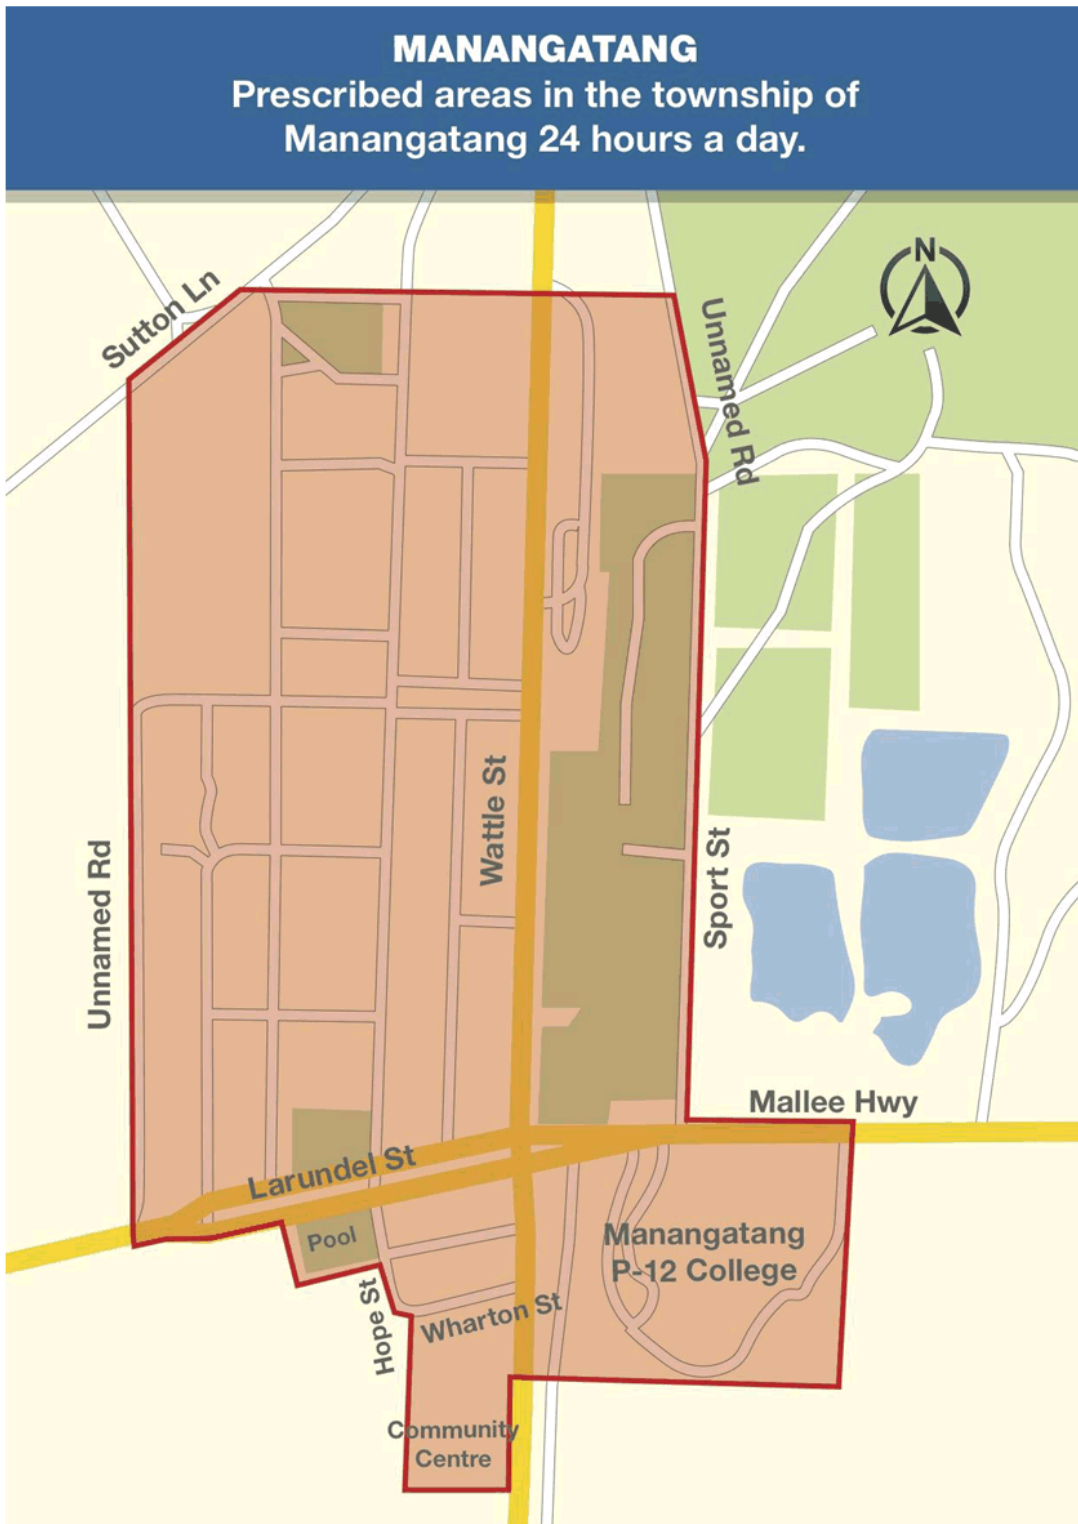 MANANGATANG
Prescribed areas in the township of
Manangatang 24 hours a day.
N
Sutton Ln
Unnamed Rd
Wattle St
Unnamed Rd
Sport St
Mallee Hwy
Larundel St
Pool
Manangatang
P-12 College
Hope St
Wharton St
Community
Centre